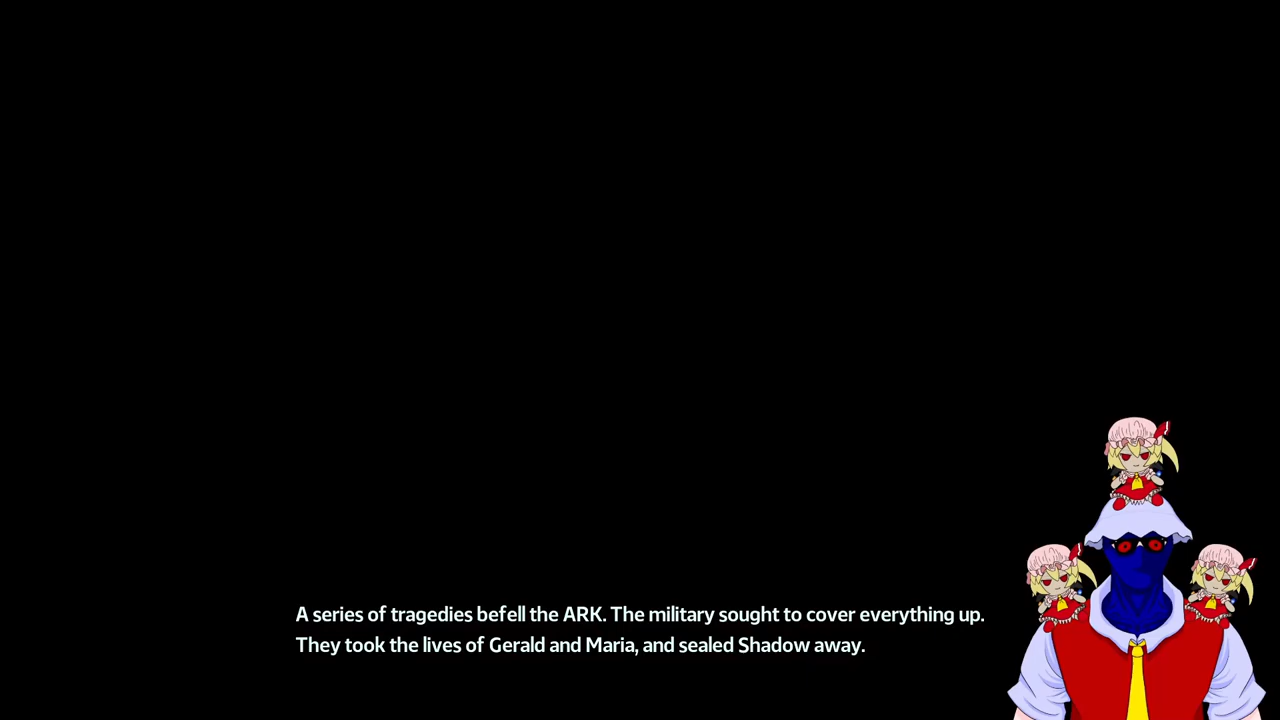 A series of tragedies befell the ARK. The military sought to cover everything up.
They took the lives of Gerald and Maria, and sealed Shadow away.